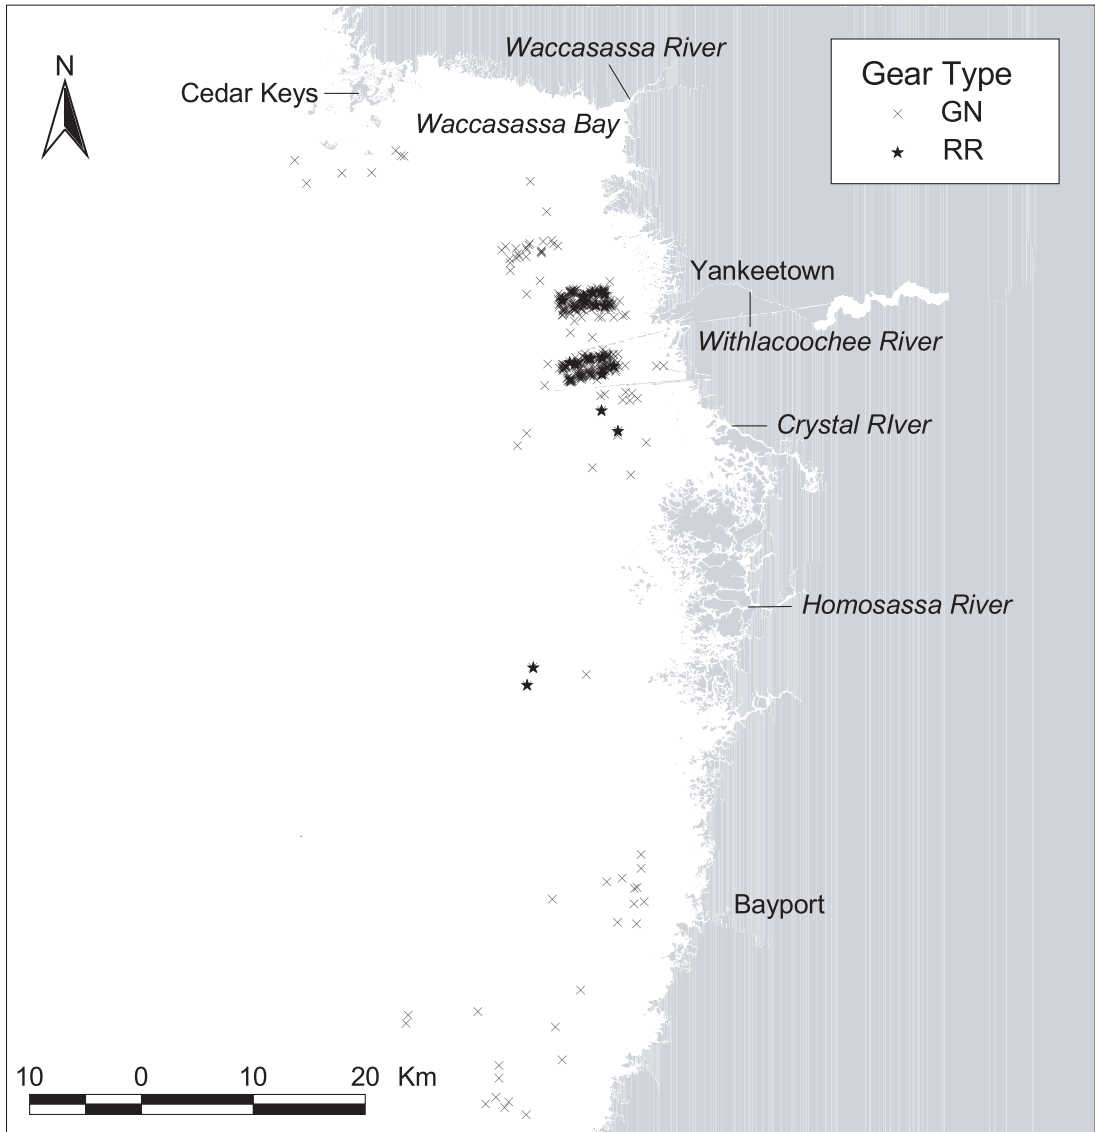 Waccasassa River
Gear Type
N
Cedar Keys
GN
Waccasassa Bay
RR
Yankeetown
Withlacoochee River
Crystal RIver
Homosassa River
Bayport
10 0 10 20 Km